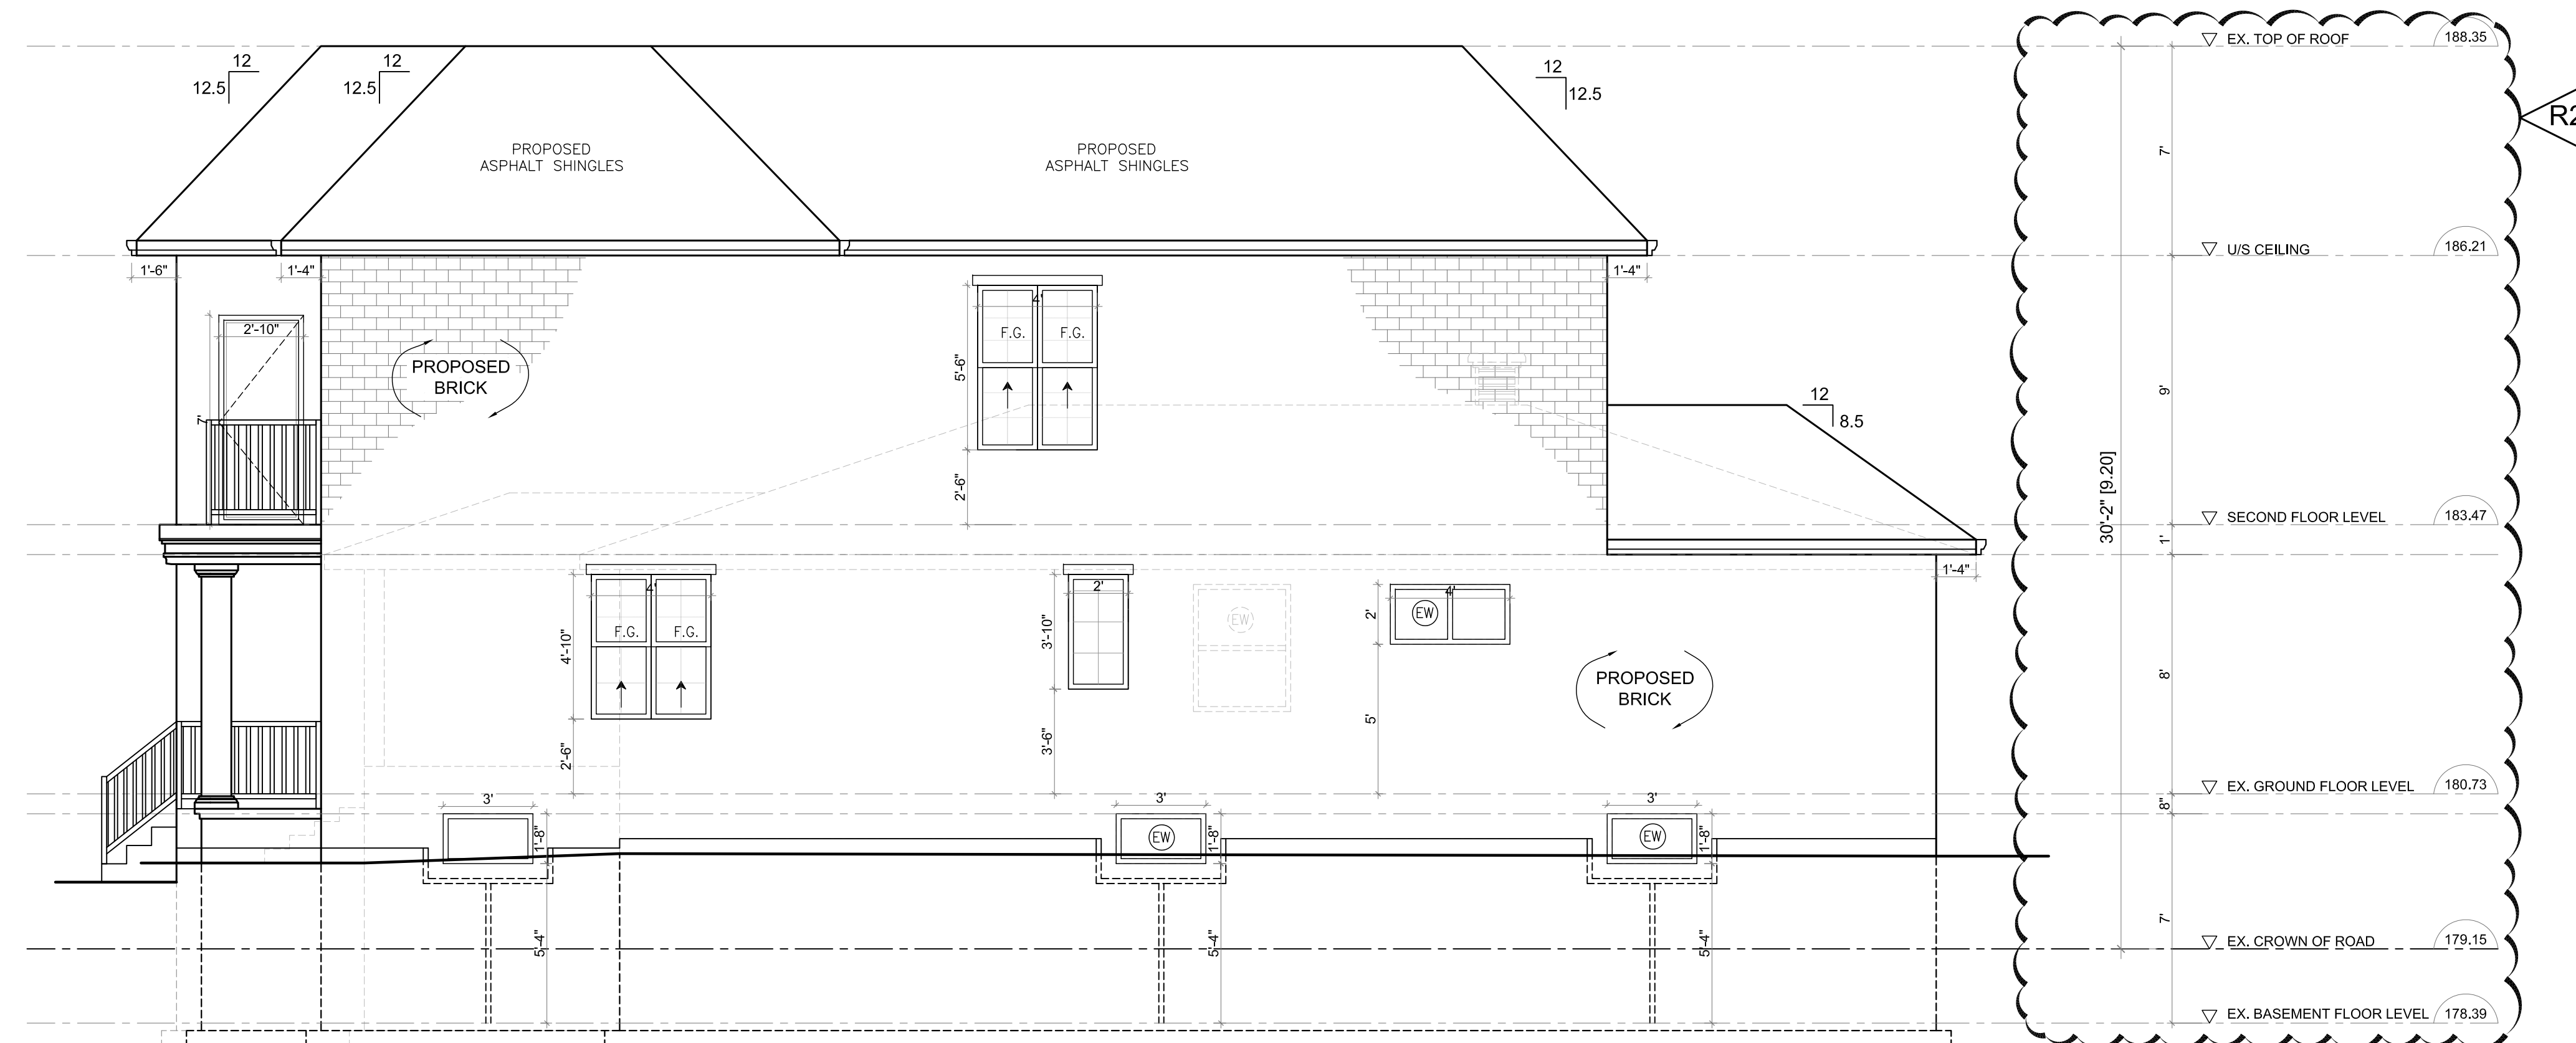 EX. TOP OF ROOF 188.35
12
12.5
12
12.5
12
12.5
R2
PROPOSED
ASPHALT SHINGLES
PROPOSED
ASPHALT SHINGLES
7'
U/S CEILING 186.21
1'-6"
1'-4"
1'-4"
4'
2'-10"
F.G. F.G.
PROPOSED
BRICK
5'-6"
7'
9'
12
8.5
2'-6"
30'-2" [9.20]
SECOND FLOOR LEVEL 183.47
1'
1'-4"
4'
2'
4'
F.G. F.G.
4'-10"
3'-10"
EW
2'
EW
PROPOSED
BRICK
8'
2'-6"
3'-6"
5'
EX. GROUND FLOOR LEVEL 180.73
8"
3'
3'
3'
1'-8"
EW
1'-8"
EW
1'-8"
7'
5'-4"
5'-4"
5'-4"
EX. CROWN OF ROAD 179.15
EX. BASEMENT FLOOR LEVEL 178.39